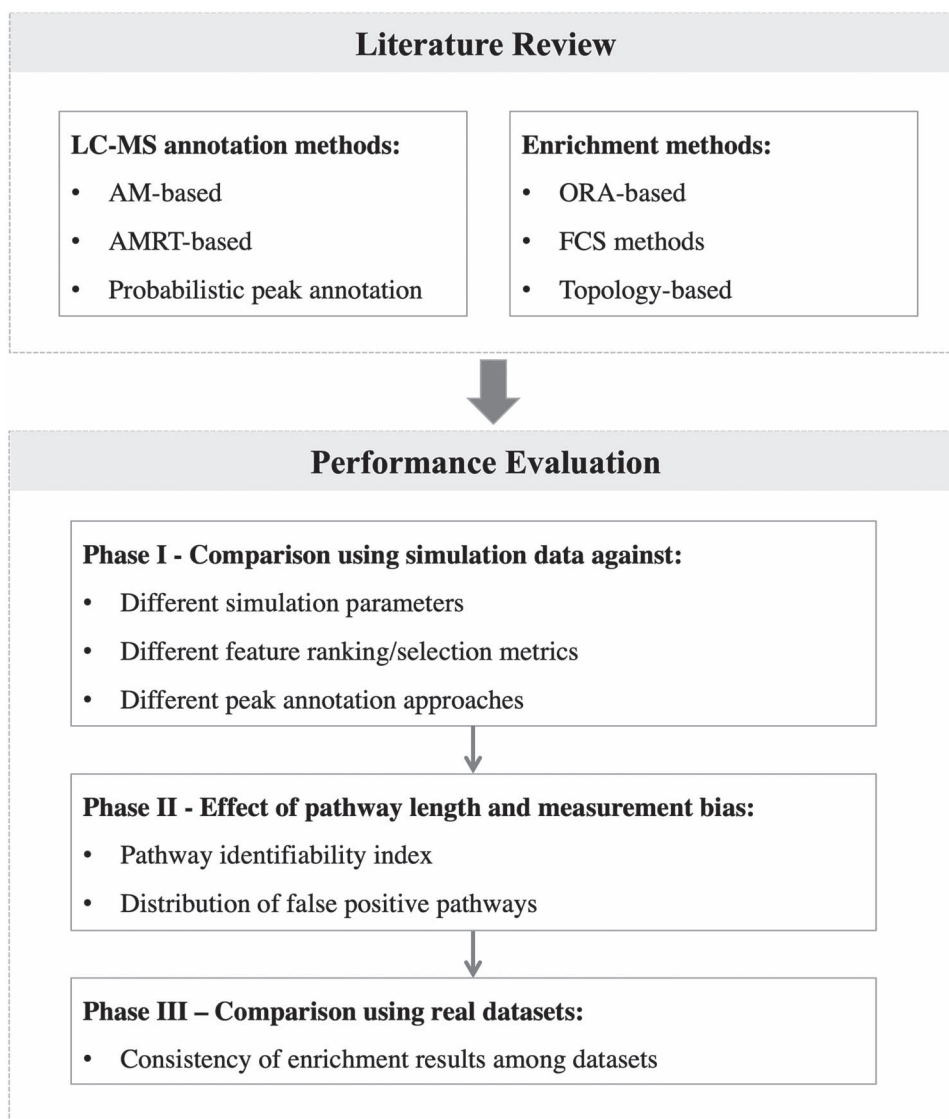 Literature Review
LC-MS annotation methods:
• AM-based
• AMRT-based
• Probabilistic peak annotation
Enrichment methods:
• ORA-based
• FCS methods
• Topology-based
Performance Evaluation
Phase I - Comparison using simulation data against:
• Different simulation parameters
• Different feature ranking/selection metrics
• Different peak annotation approaches
Phase II - Effect of pathway length and measurement bias:
• Pathway identifiability index
• Distribution of false positive pathways
Phase III – Comparison using real datasets:
• Consistency of enrichment results among datasets